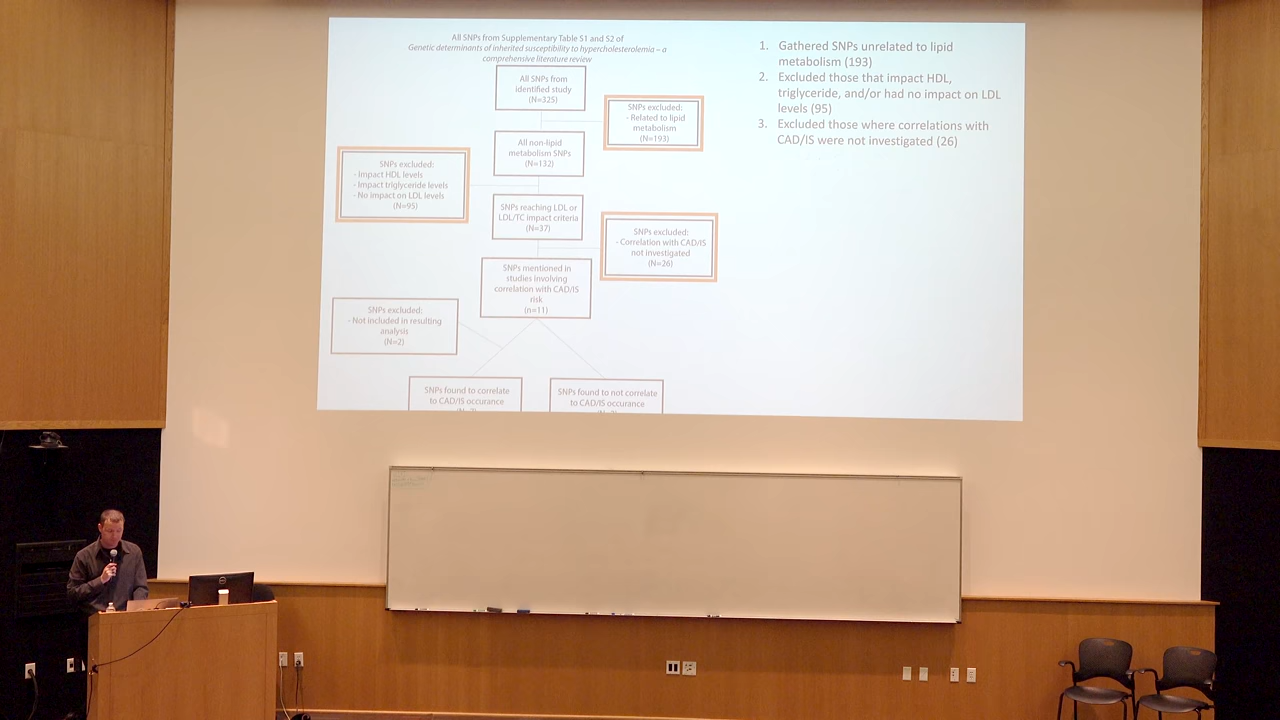 All SNPs from Supplementary Table S1 and S2 of
Genetic determinants of inherited susceptibility to hypercholesterolemia – a
comprehensive literature review
All SNPs from
identified study
(N=325)
SNPs excluded:
- Related to lipid
metabolism
(N=193)
All non-lipid
metabolism SNPs
(N=132)
SNPs excluded:
- Impact HDL levels
- Impact triglyceride levels
- No impact on LDL levels
(N=95)
SNPs reaching LDL or
LDL/TC impact criteria
(N=37)
SNPs excluded:
- Correlation with CAD/IS
not investigated
(N=26)
SNPs mentioned in
studies involving
correlation with CAD/IS
risk
(n=11)
SNPs excluded:
- Not included in resulting
analysis
(N=2)
SNPs found to correlate
to CAD/IS occurance
SNPs found to not correlate
to CAD/IS occurance
1. Gathered SNPs unrelated to lipid
metabolism (193)
2. Excluded those that impact HDL,
triglyceride, and/or had no impact on LDL
levels (95)
3. Excluded those where correlations with
CAD/IS were not investigated (26)